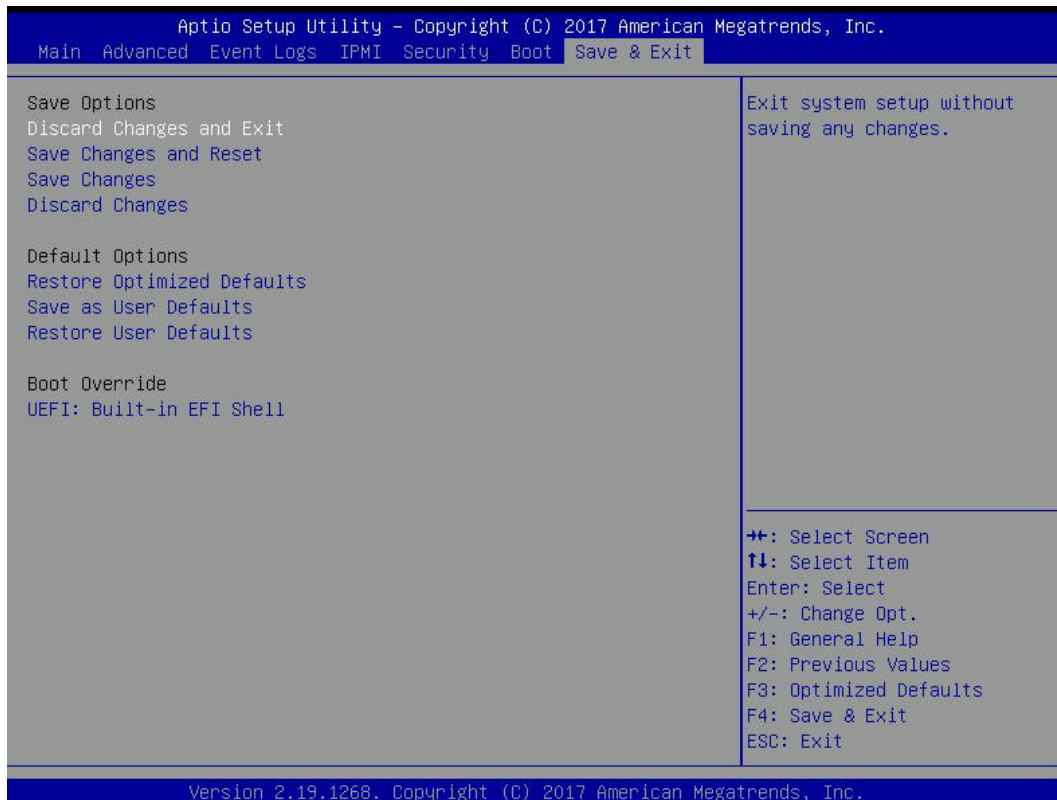 Aptio Setup Utility – Copyright (C) 2017 American Megatrends, Inc.
Main Advanced Event Logs IPMI Security Boot Save & Exit
Save Options
Discard Changes and Exit
Save Changes and Reset
Save Changes
Discard Changes
Default Options
Restore Optimized Defaults
Save as User Defaults
Restore User Defaults
Boot Override
UEFI: Built-in EFI Shell
Exit system setup without
saving any changes.
→←: Select Screen
↑↓: Select Item
Enter: Select
+/-: Change Opt.
F1: General Help
F2: Previous Values
F3: Optimized Defaults
F4: Save & Exit
ESC: Exit
Version 2.19.1268. Copyright (C) 2017 American Megatrends, Inc.